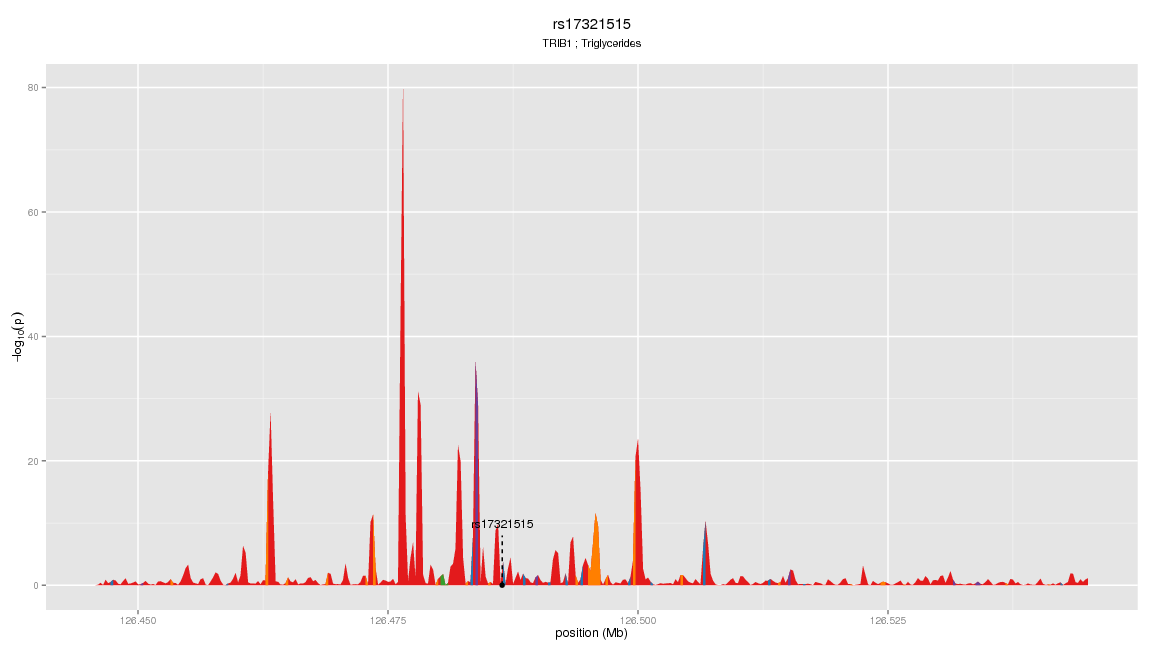 rs17321515
TRIB1 ; Triglycerides
80
60
40
20
0
−log10(p)
rs17321515
126.450
126.475
126.500
126.525
position (Mb)